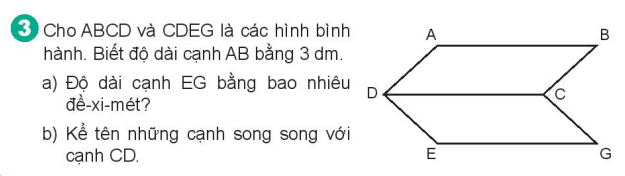 3 Cho ABCD và CDEG là các hình bình
hành. Biết độ dài cạnh AB bằng 3 dm.
a) Độ dài cạnh EG bằng bao nhiêu
đề-xi-mét?
b) Kể tên những cạnh song song với
cạnh CD.
A B
D C
E G